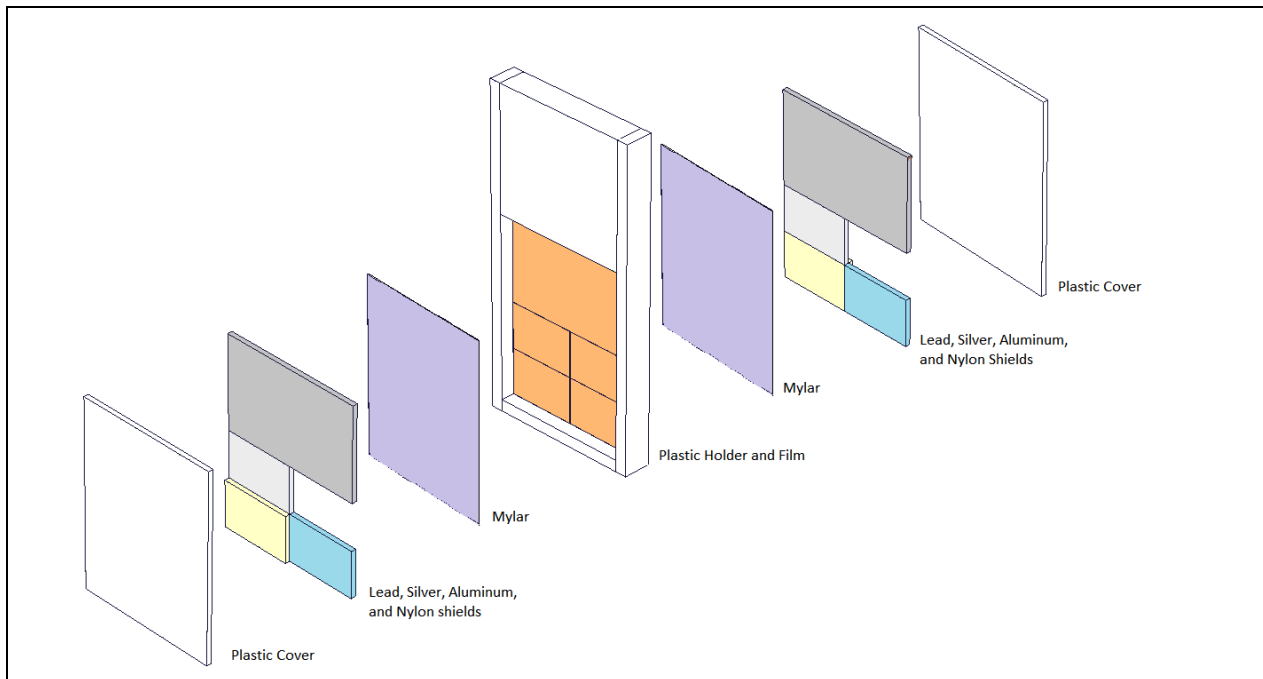 Plastic Cover
Lead, Silver, Aluminum,
and Nylon Shields
Mylar
Plastic Holder and Film
Mylar
Lead, Silver, Aluminum,
and Nylon shields
Plastic Cover